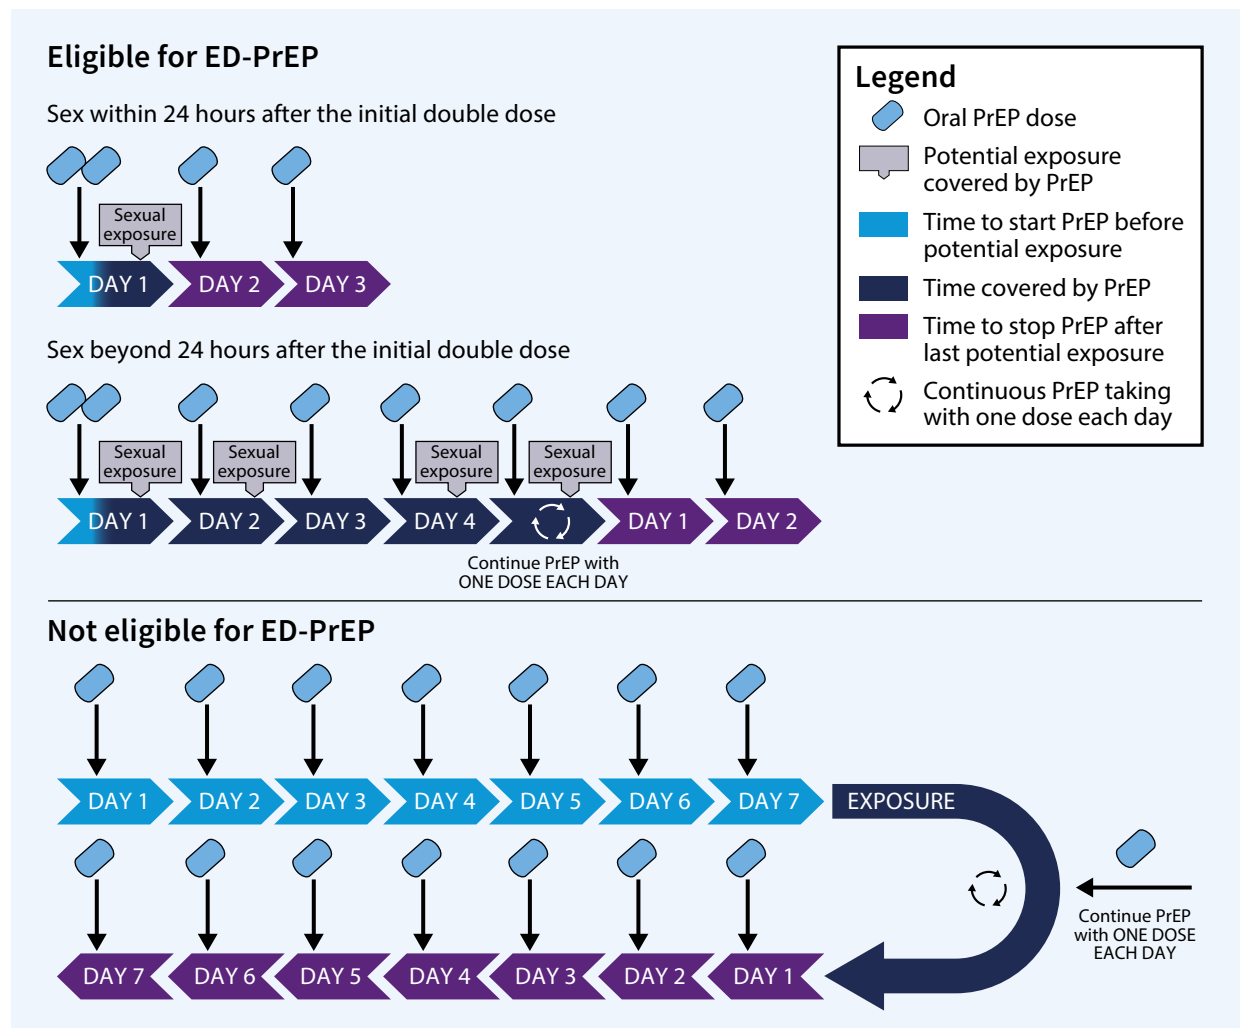 Eligible for ED-PrEP
Sex within 24 hours after the initial double dose
Sexual
exposure
DAY 1
DAY 2
DAY 3
Sex beyond 24 hours after the initial double dose
Sexual
exposure
Sexual
exposure
Sexual
exposure
Sexual
exposure
DAY 1
DAY 2
DAY 3
DAY 4
DAY 1
DAY 2
Continue PrEP with
ONE DOSE EACH DAY
Legend
Oral PrEP dose
Potential exposure
covered by PrEP
Time to start PrEP before
potential exposure
Time covered by PrEP
Time to stop PrEP after
last potential exposure
Continuous PrEP taking
with one dose each day
Not eligible for ED-PrEP
DAY 1
DAY 2
DAY 3
DAY 4
DAY 5
DAY 6
DAY 7
EXPOSURE
Continue PrEP
with ONE DOSE
EACH DAY
DAY 7
DAY 6
DAY 5
DAY 4
DAY 3
DAY 2
DAY 1